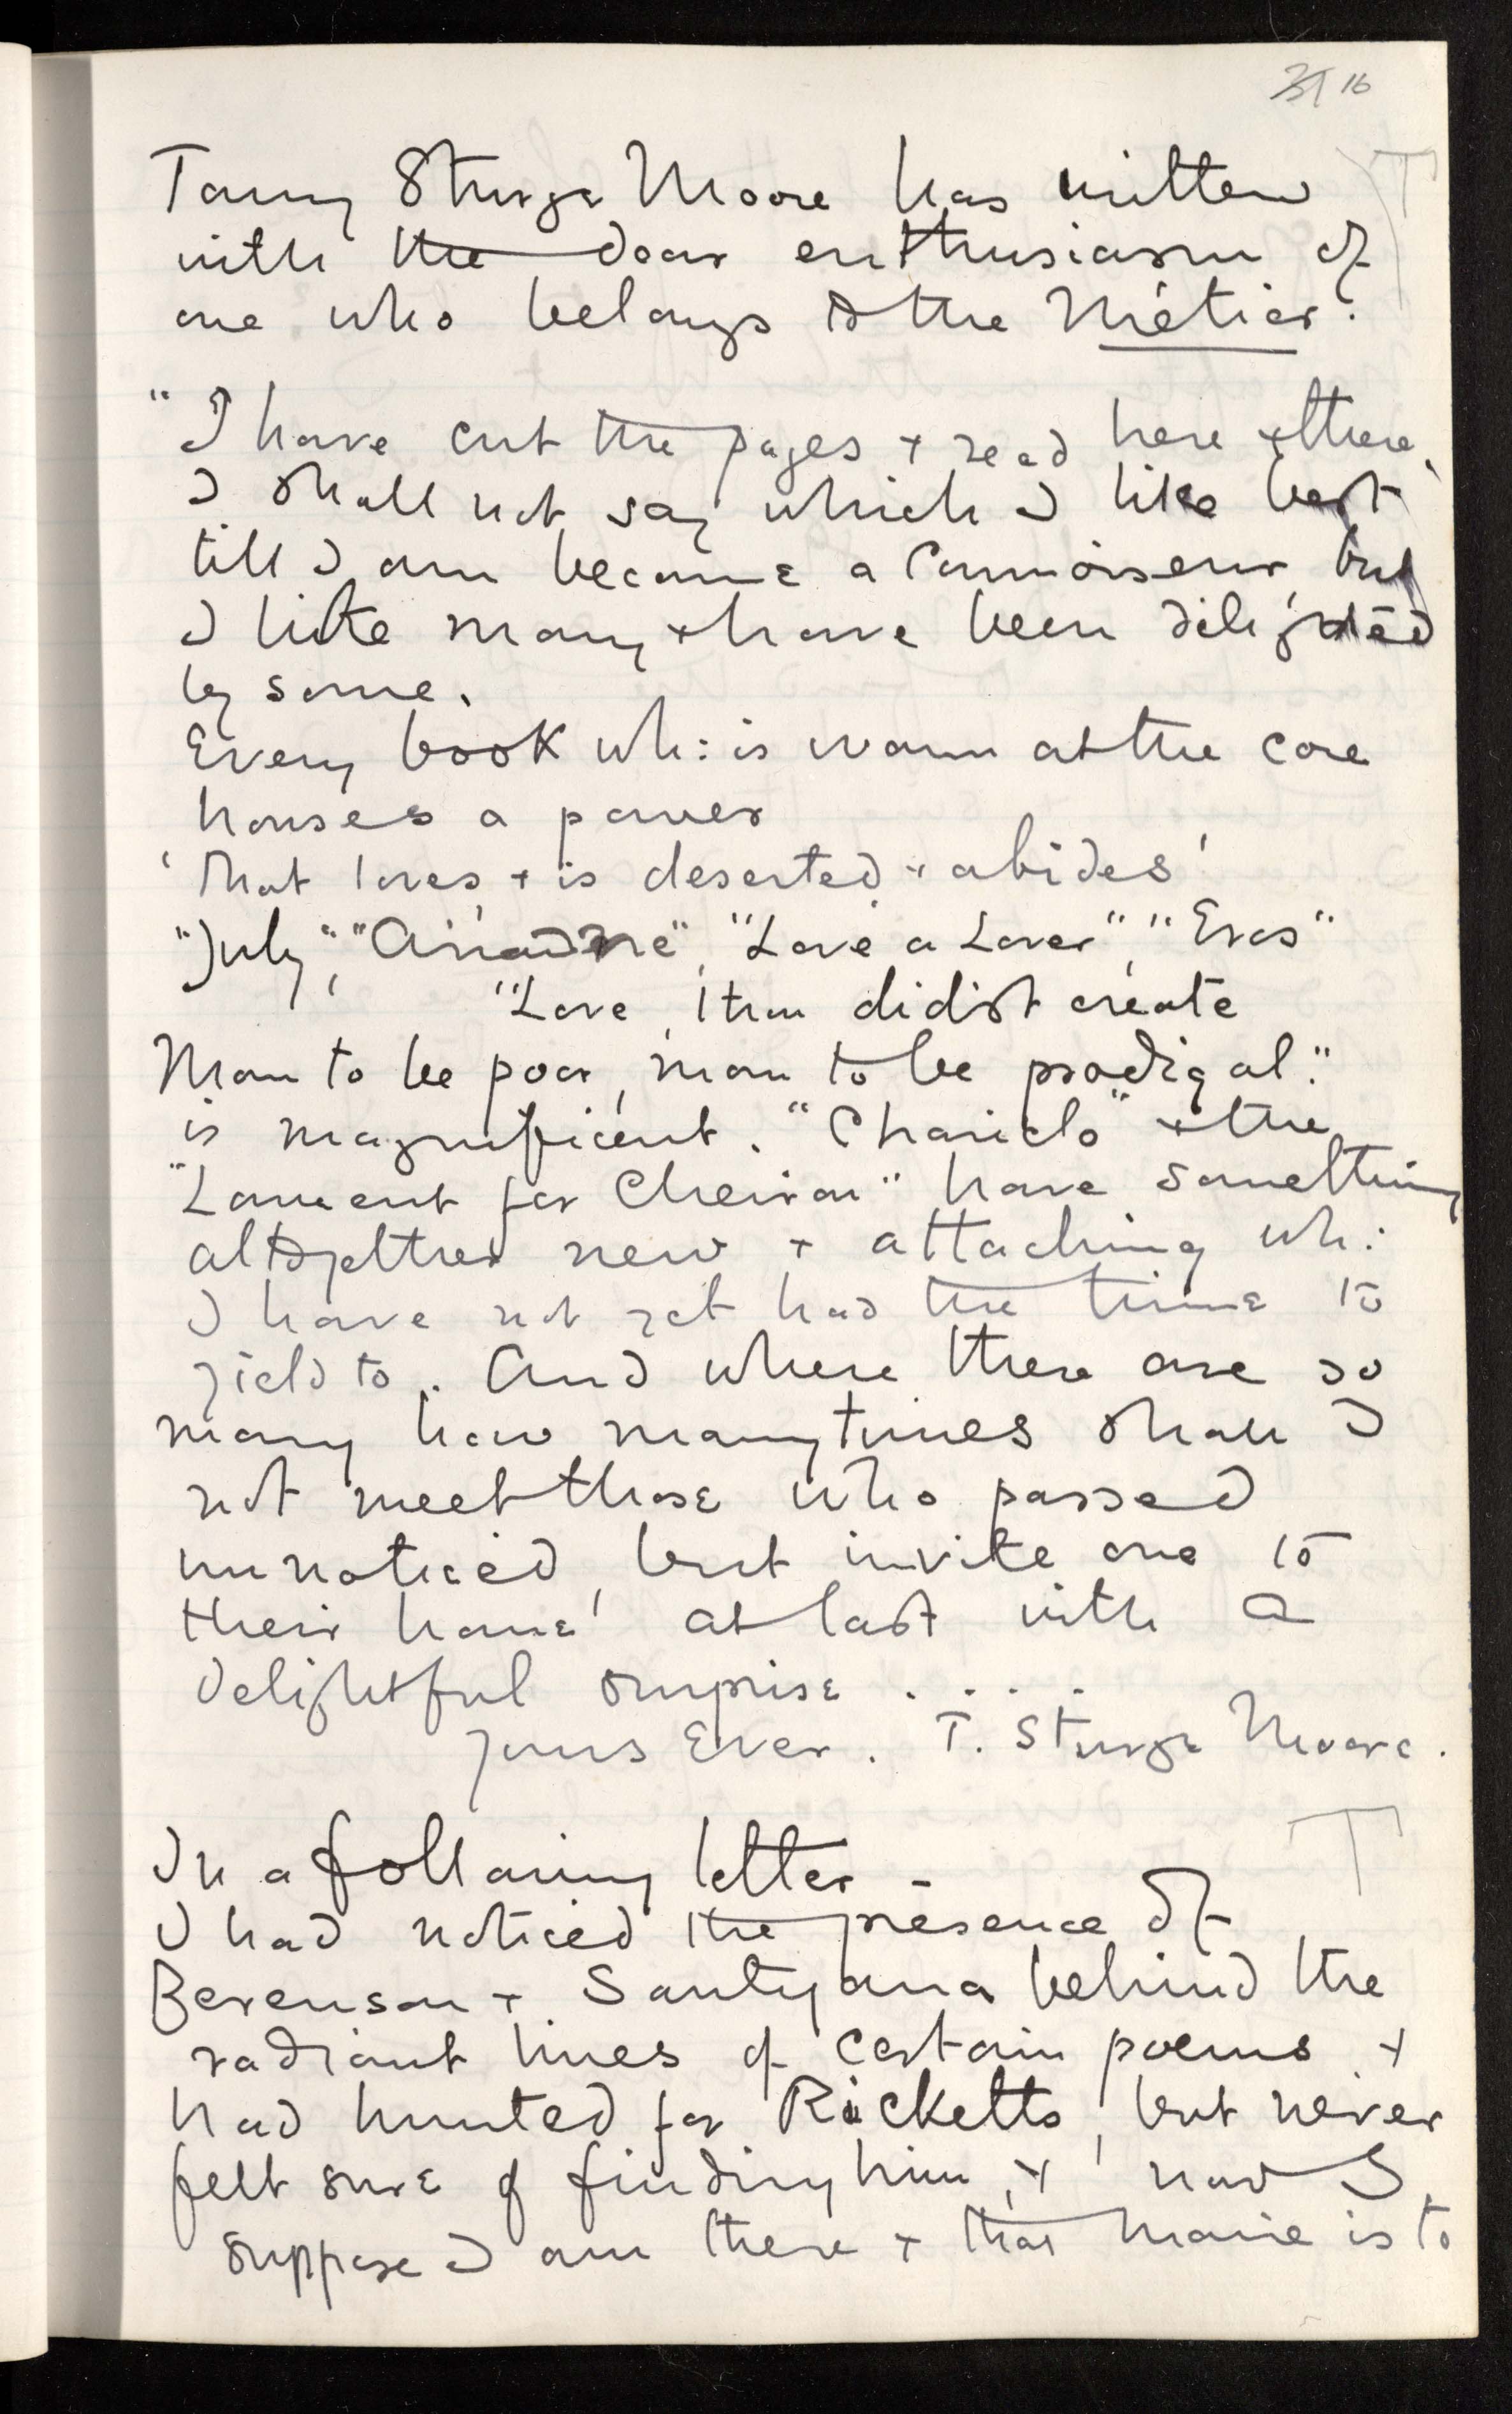 31 16
Tommy Sturge Moore has written
with the dear enthusiasm of
one who belongs to the Métier:
"I have cut the pages + read here + there,
I shall not say which I like best
till I am become a Connoiseur, but
I like many + have been delighted
by some.
Every book wh: is warm at the core
houses a power
'That loves, + is deserted + abides'
"July", "Ariadne", "Love a Lover", "Eros"
"Love, thou didst create
Man to be poor, man to be prodigal."
is magnificent. "Chariclo" + the
"Lament for Cheiron" have something
altogether new + attaching wh:
I have not yet had the time to
yield to. And where there are so
many how many times shall I
not meet those who passed
unnoticed, but invite one to
their home' at last with a
delightful surprise . . . .
Yours Ever. T. Sturge Moore.
In a following letter -
I had noticed the presence of
Berenson + Santyana behind the
radiant lines of certain poems +
had hunted for Ricketts, but never
felt sure of finding him, + now I
suppose I am there + that Marie is to